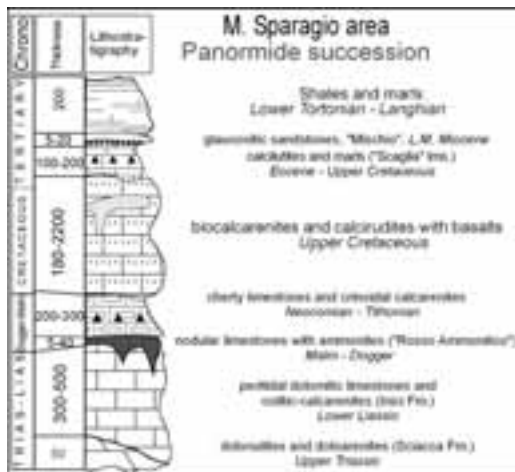 M. Sparagio area
Panormide succession
Chrono
Thickness
Lithostra-
tigraphy
TERTIARY
CRETACEOUS
TRIAS-LIAS
200
5-20
100-200
180-2200
200-300
300-500
Shales and marls
Lower Tortonian - Langhian
glauconitic sandstones, "Mischio", L.M. Miocene
calcilutites and marls ("Scaglia" fms.)
Eocene - Upper Cretaceous
biocalcarenites and calcirudites with basalts
Upper Cretaceous
cherty limestones and crinoidal calcarenites
Neocomian - Tithonian
nodular limestones with ammonites ("Rosso Ammonitico")
Malm - Dogger
peritidal dolomitic limestones and
oolitic-calcarenites (Inici Fm.)
Lower Liassic
dolomitites and doloarenites (Sciacca Fm.)
Upper Triassic